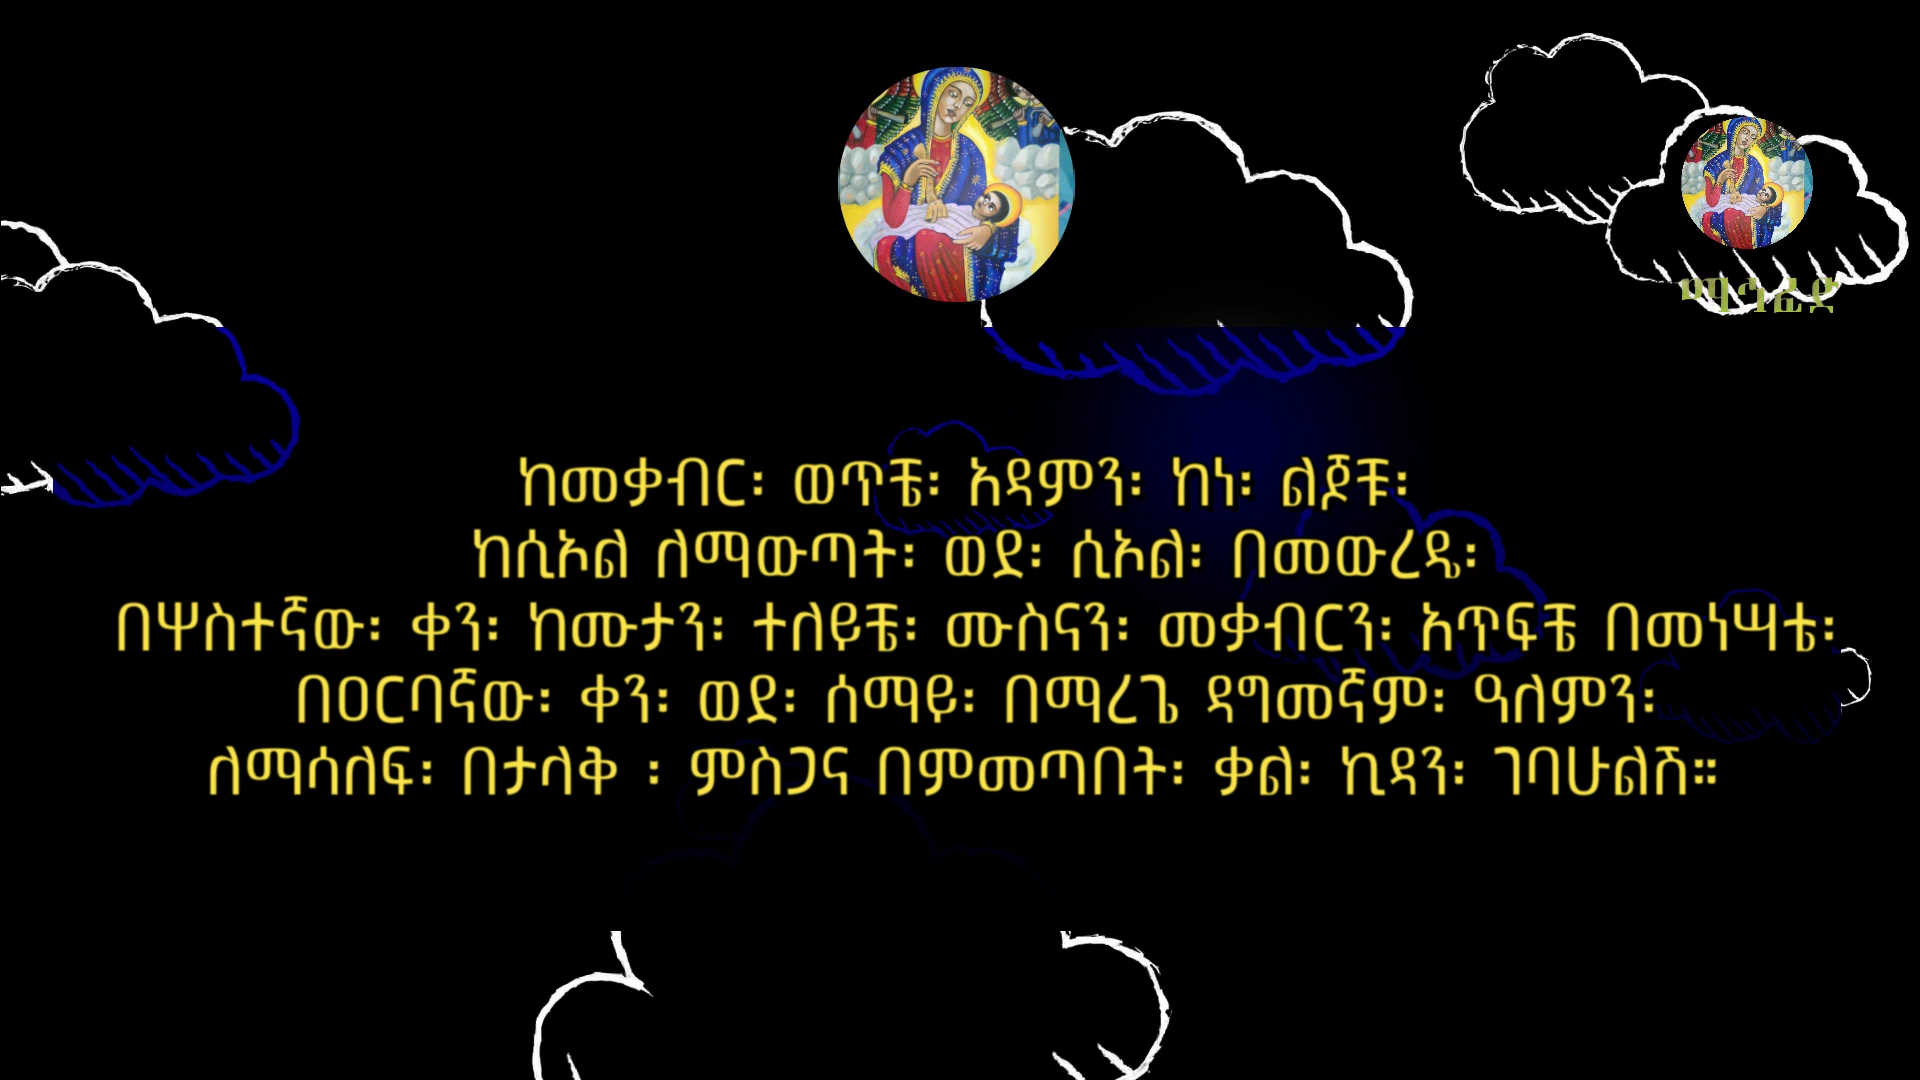 ከመቃብር፡ ወጥቼ፡ አዳምን፡ ከነ፡ ልጆቹ፡
ከሲኦል ለማውጣት፡ ወደ፡ ሲኦል፡ በመውረዴ፡
በሦስተኛው፡ ቀን፡ ከሙታን፡ ተለይቼ፡ ሙስናን፡ መቃብርን፡ አጥፍቼ በመነሣቴ፡
በዐርባኛው፡ ቀን፡ ወደ፡ ሰማይ፡ በማረጌ ዳግመኛም፡ ዓለምን፡
ለማሳለፍ፡ በታላቅ ፡ ምስጋና በምመጣበት፡ ቃል፡ ኪዳን፡ ገባሁልሽ።